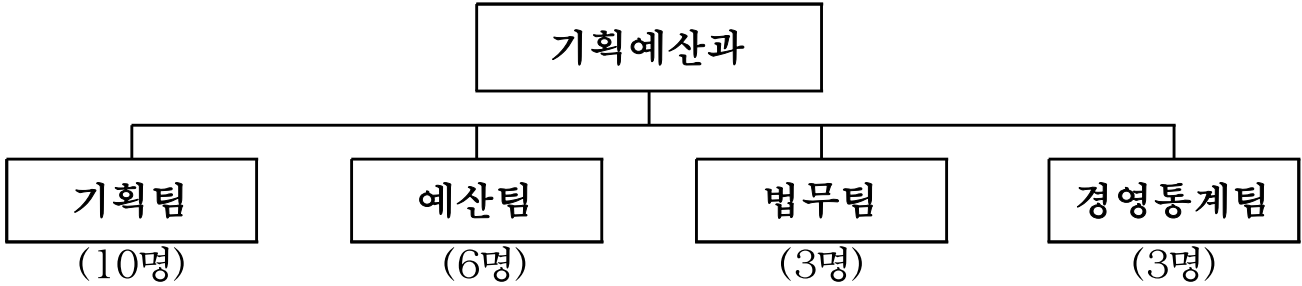 기획예산과
기획팀 예산팀 법무팀 경영통계팀
(10명) (6명) (3명) (3명)